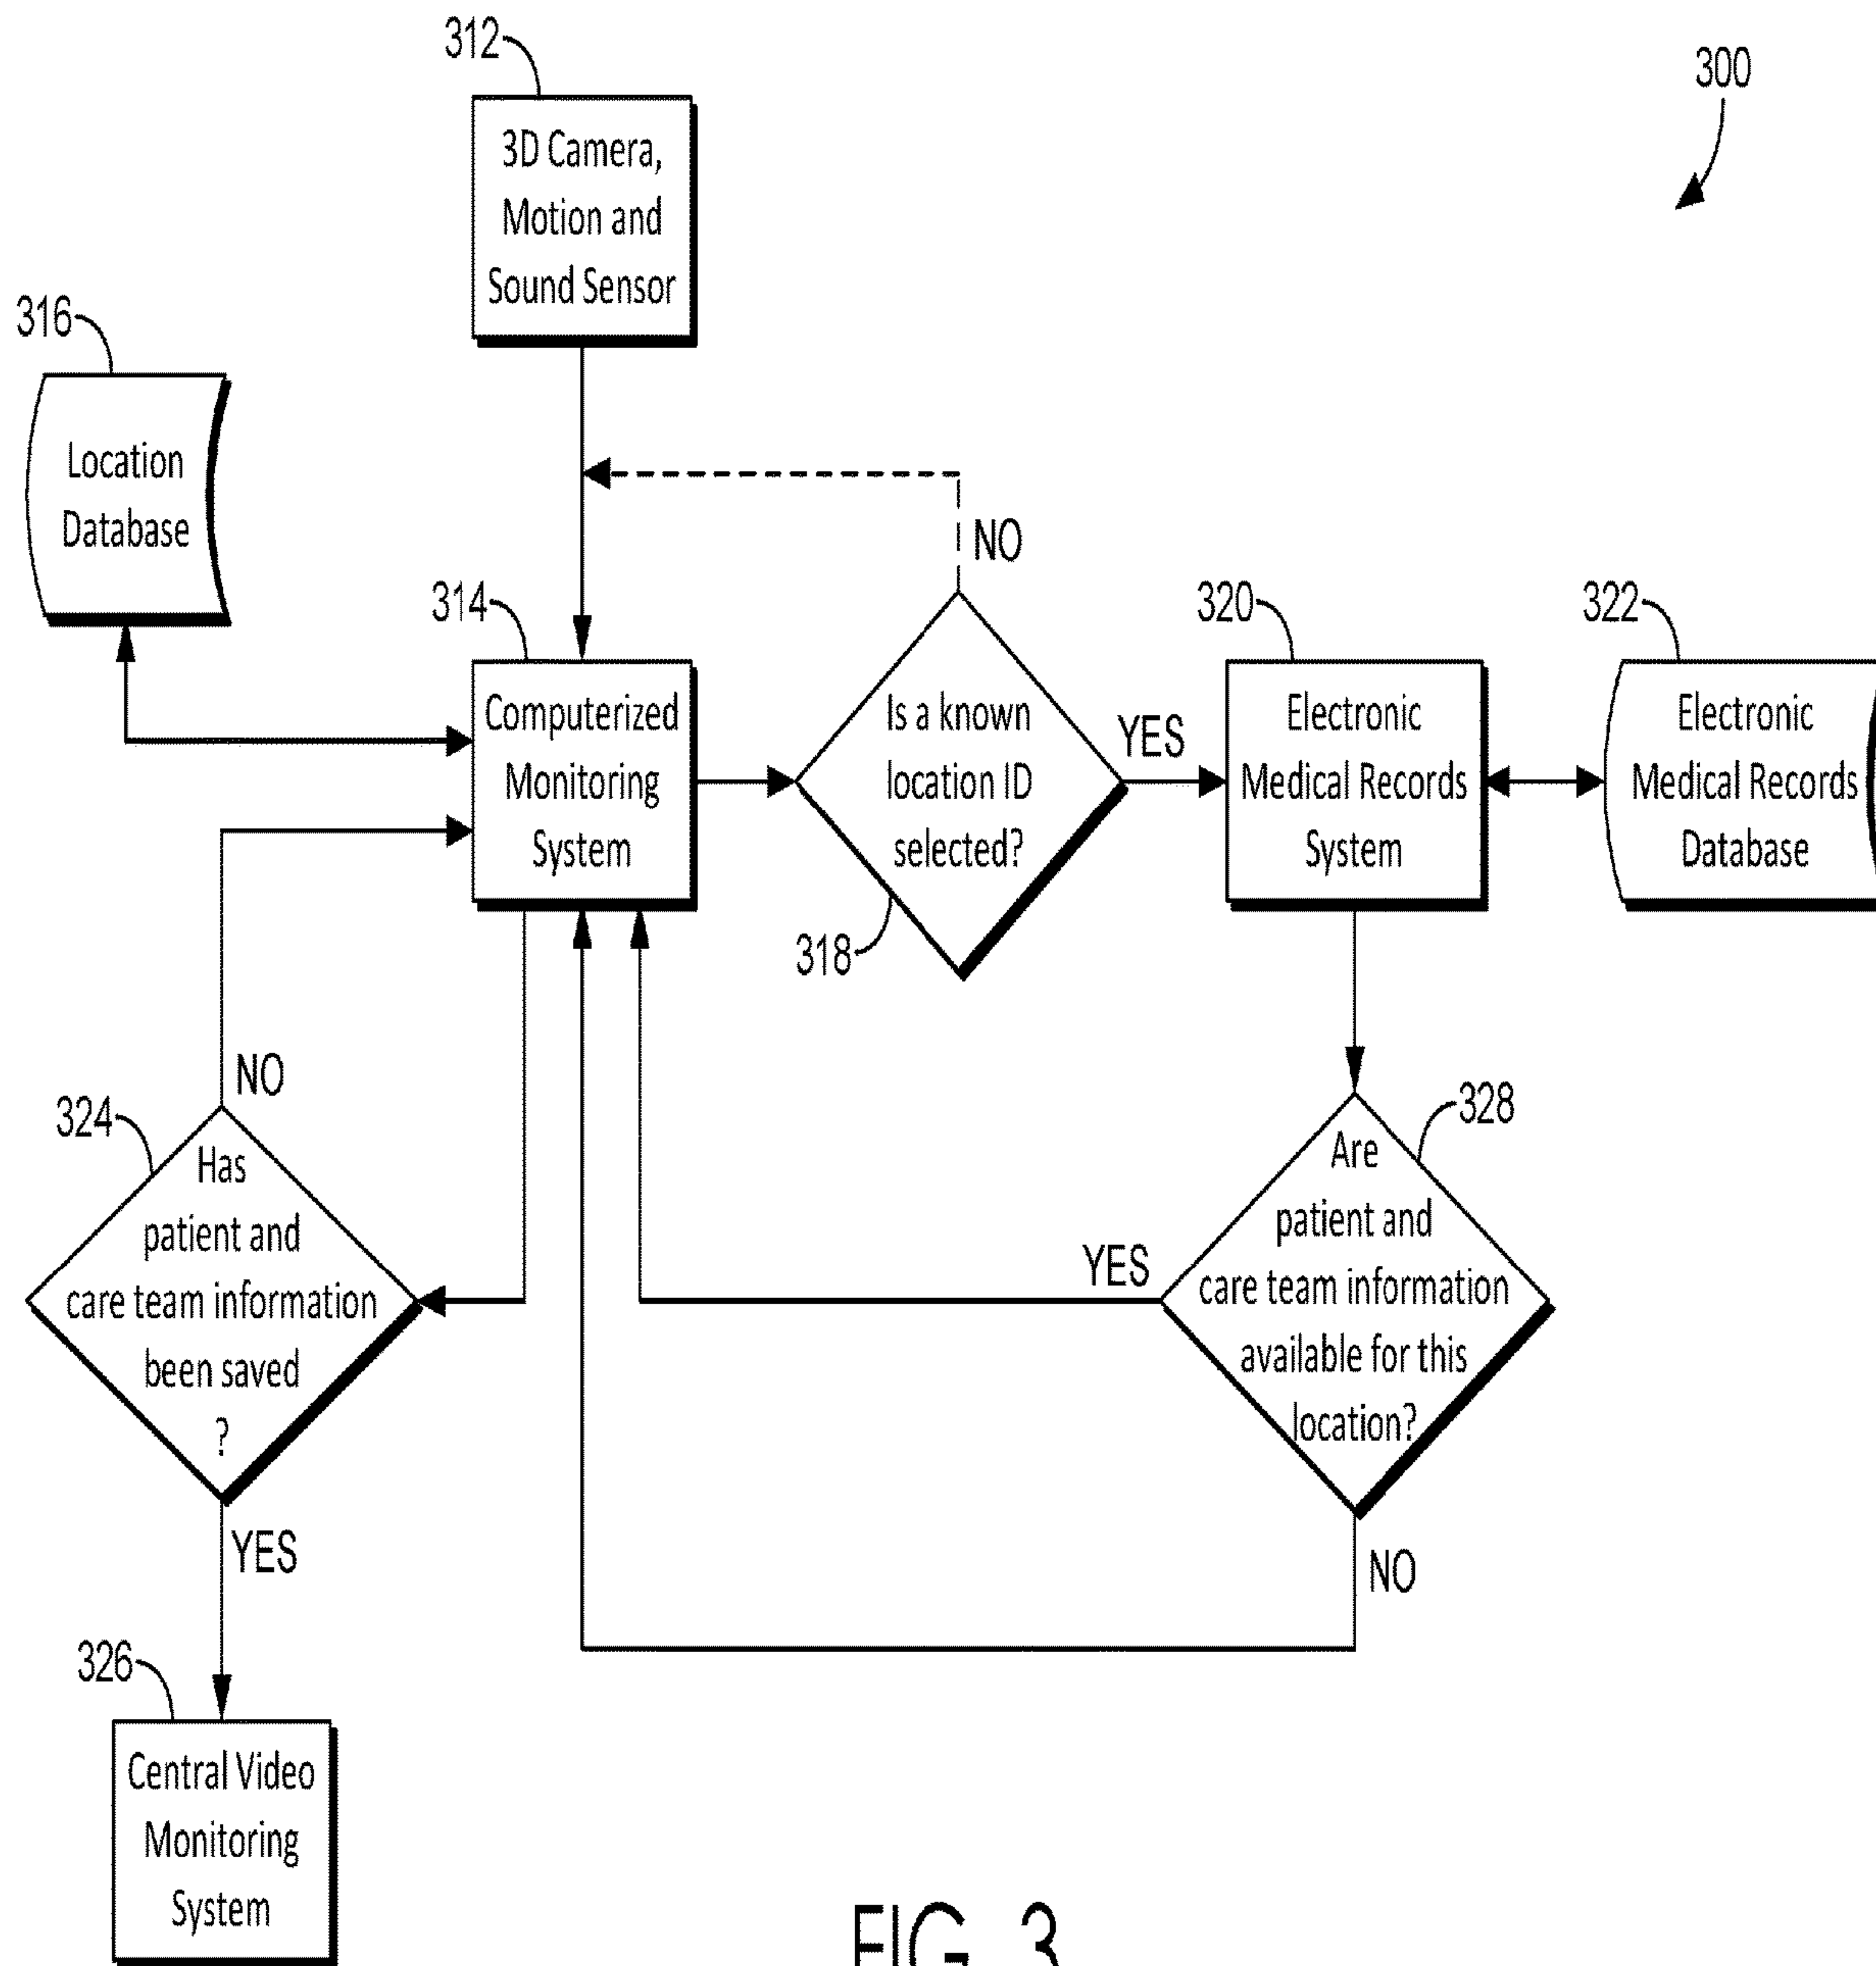 312
300
3D Camera,
Motion and
Sound Sensor
316
Location
Database
NO
314
320
322
Computerized
Monitoring
System
Is a known
location ID
selected?
YES
Electronic
Medical Records
System
Electronic
Medical Records
Database
318
NO
324
328
Has
patient and
care team information
been saved
?
Are
patient and
care team information
available for this
location?
YES
YES
NO
326
Central Video
Monitoring
System
FIG. 3